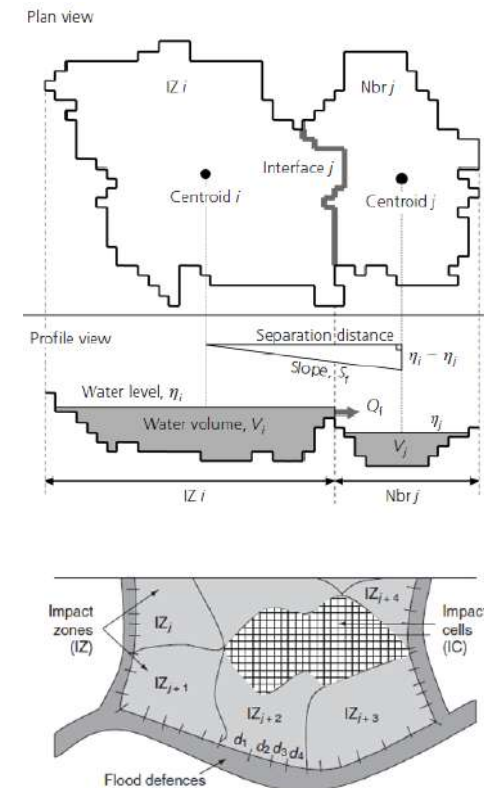 Plan view
IZ i
Nbr j
Interface j
Centroid i
Centroid j
Profile view
Separation distance
Slope, Sf
ηi − ηj
Water level, ηi
Qi
ηj
Water volume, Vi
Vj
IZ i
Nbr j
Impact
zones
(IZ)
IZj
IZj+1
IZj+2
IZj+3
IZj+4
Impact
cells
(IC)
d1 d2 d3 d4
Flood defences